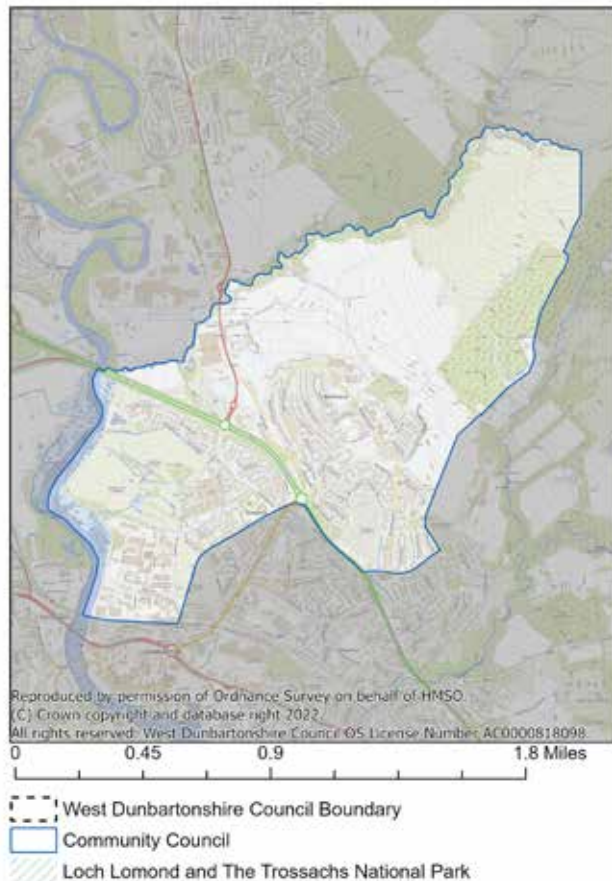 Reproduced by permission of Ordnance Survey on behalf of HMSO.
(C) Crown copyright and database right 2022.
All rights reserved. West Dunbartonshire Council OS License Number AC0000818098
0 0.45 0.9 1.8 Miles
West Dunbartonshire Council Boundary
Community Council
Loch Lomond and The Trossachs National Park